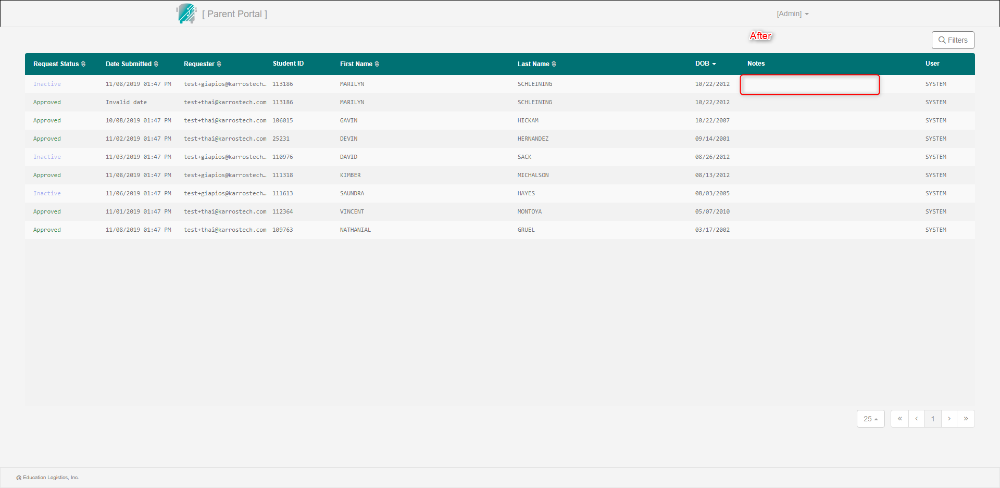 [ Parent Portal ] [Admin]
After
Filters
Request Status Date Submitted Requester Student ID First Name Last Name DOB Notes User
Inactive 11/08/2019 01:47 PM test+giapios@karrostech… 113186 MARILYN SCHLEINING 10/22/2012 SYSTEM
Approved Invalid date test+thai@karrostech.com 113186 MARILYN SCHLEINING 10/22/2012 SYSTEM
Approved 10/08/2019 01:47 PM test+thai@karrostech.com 106015 GAVIN HICKAM 10/22/2007 SYSTEM
Approved 11/02/2019 01:47 PM test+thai@karrostech.com 25231 DEVIN HERNANDEZ 09/14/2001 SYSTEM
Inactive 11/03/2019 01:47 PM test+giapios@karrostech… 110976 DAVID SACK 08/26/2012 SYSTEM
Approved 11/08/2019 01:47 PM test+giapios@karrostech… 111318 KIMBER MICHALSON 08/13/2012 SYSTEM
Inactive 11/06/2019 01:47 PM test+giapios@karrostech… 111613 SAUNDRA HAYES 08/03/2005 SYSTEM
Approved 11/01/2019 01:47 PM test+thai@karrostech.com 112364 VINCENT MONTOYA 05/07/2010 SYSTEM
Approved 11/08/2019 01:47 PM test+thai@karrostech.com 109763 NATHANIAL GRUEL 03/17/2002 SYSTEM
25 « ‹ 1 › »
@ Education Logistics, Inc.